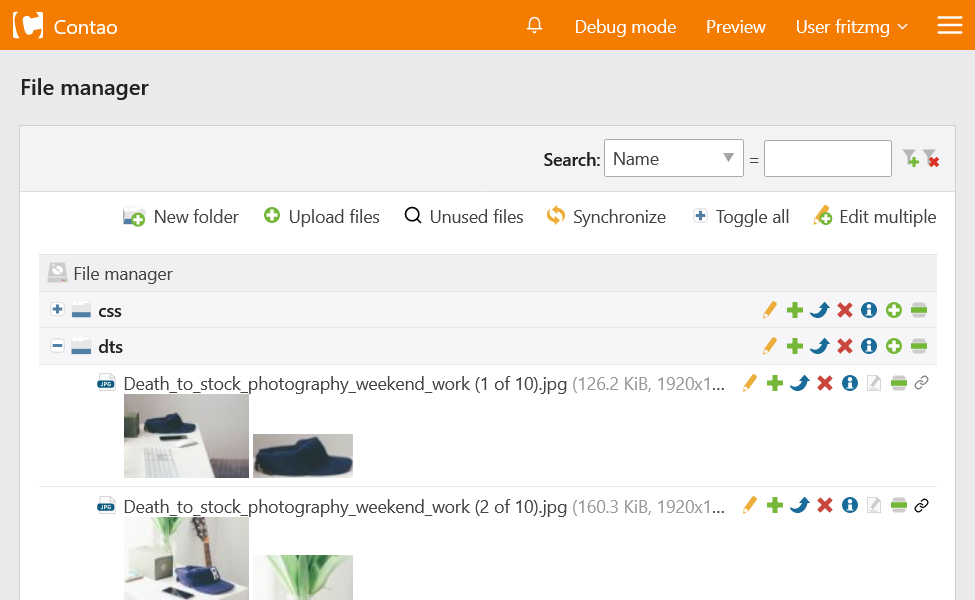 Contao Debug mode Preview User fritzmg
File manager
Search: Name =
New folder Upload files Unused files Synchronize Toggle all Edit multiple
File manager
css
dts
JPG Death_to_stock_photography_weekend_work (1 of 10).jpg (126.2 KiB, 1920x1...
JPG Death_to_stock_photography_weekend_work (2 of 10).jpg (160.3 KiB, 1920x1...